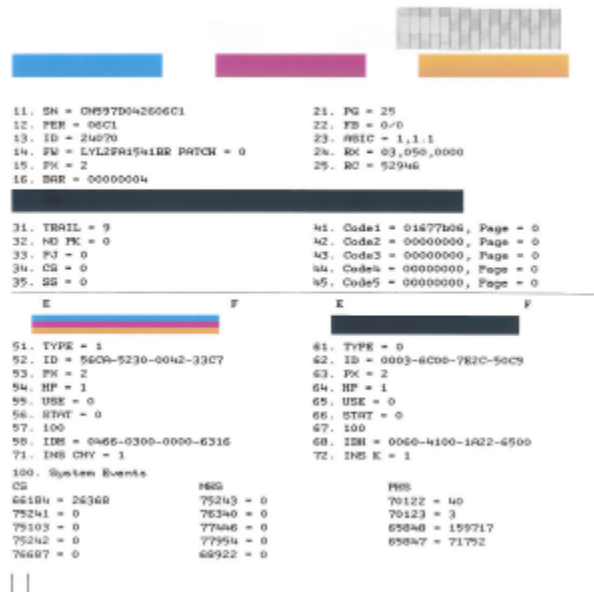 11. SN = CN597D042606C1
21. PG = 25
12. PER = 06C1
22. FB = 0/0
13. ID = 24070
23. ASIC = 1,1.1
14. FW = LYL2FA1541BR PATCH = 0
24. RX = 03,050,0000
15. PX = 2
25. RC = 52946
16. BAR = 00000004
31. TRAIL = 9
41. Code1 = 01677b06, Page = 0
32. NO PK = 0
42. Code2 = 00000000, Page = 0
33. PJ = 0
43. Code3 = 00000000, Page = 0
34. CS = 0
44. Code4 = 00000000, Page = 0
35. SS = 0
45. Code5 = 00000000, Page = 0
E F E F
51. TYPE = 1
61. TYPE = 0
52. ID = 56CA-5230-0042-33C7
62. ID = 0003-6C00-7E2C-50C9
53. PX = 2
63. PX = 2
54. HP = 1
64. HP = 1
55. USE = 0
65. USE = 0
56. STAT = 0
66. STAT = 0
57. 100
67. 100
58. IDH = 0466-0300-0000-6316
68. IDH = 0060-4100-1A22-6500
71. INS CMY = 1
72. INS K = 1
100. System Events
CS MRS PHS
66184 = 26368 75243 = 0 70122 = 40
75241 = 0 76340 = 0 70123 = 3
75103 = 0 77446 = 0 65848 = 159717
75242 = 0 77954 = 0 65847 = 71752
76687 = 0 68922 = 0